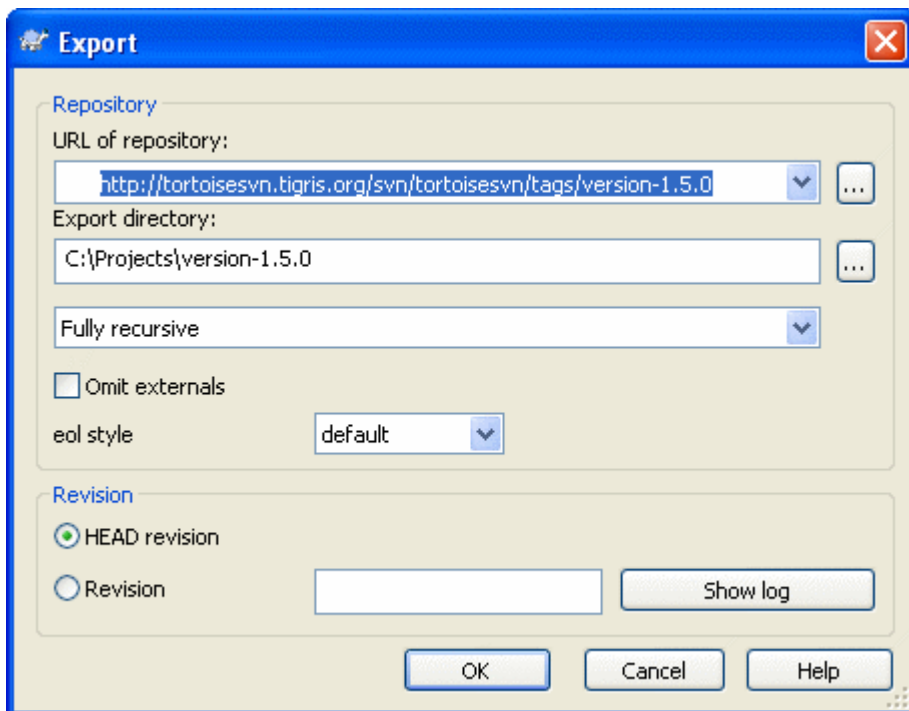 Export
Repository
URL of repository:
http://tortoisesvn.tigris.org/svn/tortoisesvn/tags/version-1.5.0
...
Export directory:
C:\Projects\version-1.5.0
...
Fully recursive
Omit externals
eol style
default
Revision
HEAD revision
Revision
Show log
OK
Cancel
Help